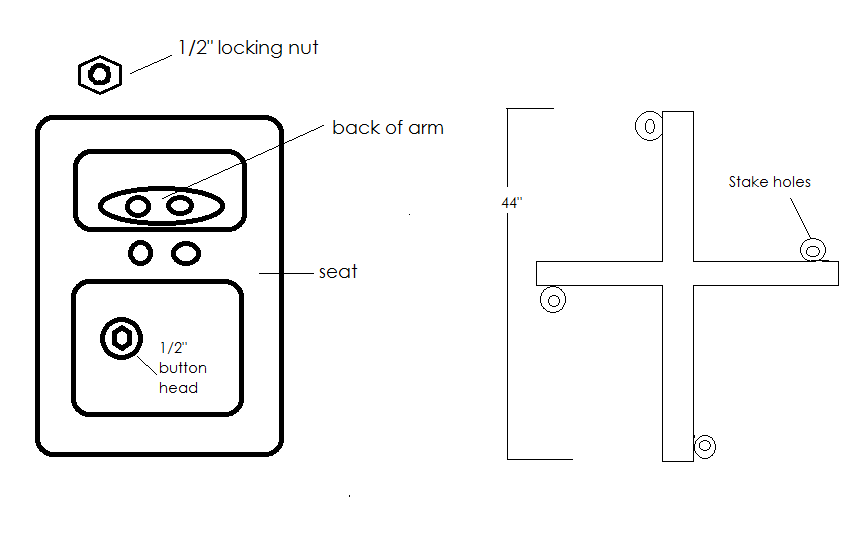 1/2" locking nut
back of arm
seat
1/2"
button
head
44"
Stake holes